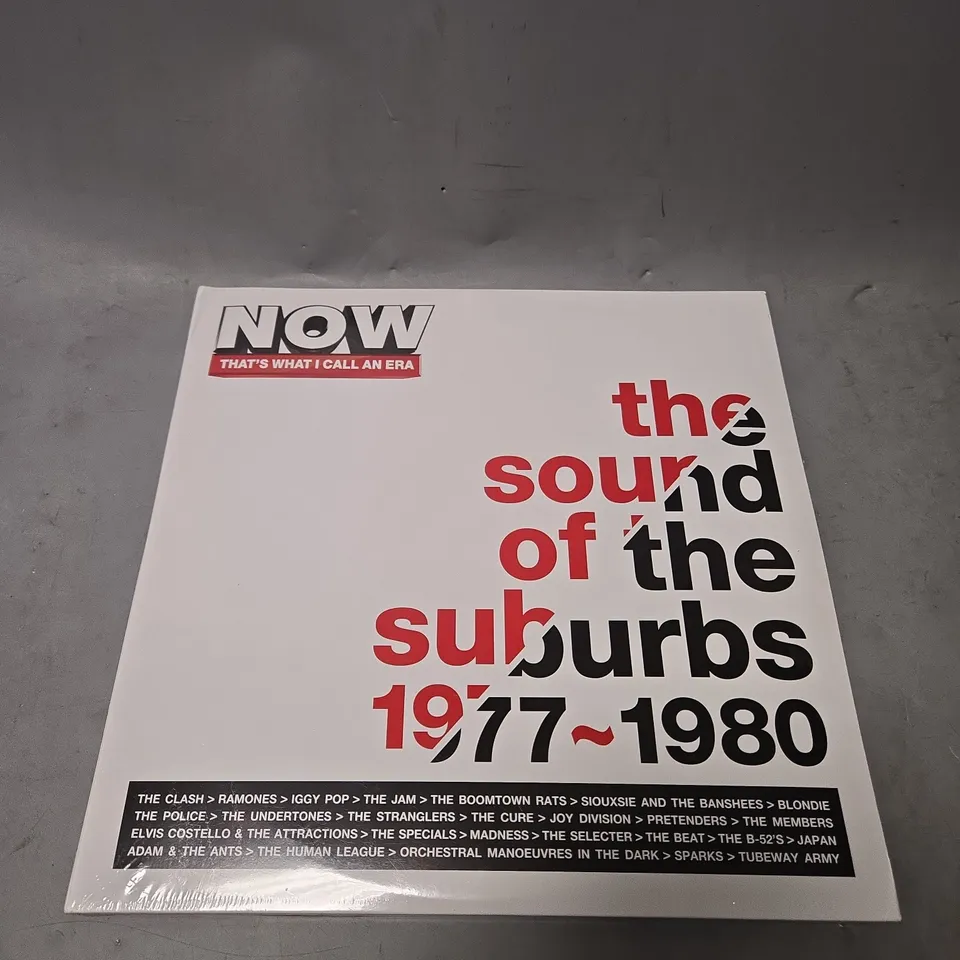 NOW
THAT'S WHAT I CALL AN ERA
the
sound
of the
suburbs
1977~1980
THE CLASH > RAMONES > IGGY POP > THE JAM > THE BOOMTOWN RATS > SIOUXSIE AND THE BANSHEES > BLONDIE
THE POLICE > THE UNDERTONES > THE STRANGLERS > THE CURE > JOY DIVISION > PRETENDERS > THE MEMBERS
ELVIS COSTELLO & THE ATTRACTIONS > THE SPECIALS > MADNESS > THE SELECTER > THE BEAT > THE B-52'S > JAPAN
ADAM & THE ANTS > THE HUMAN LEAGUE > ORCHESTRAL MANOEUVRES IN THE DARK > SPARKS > TUBEWAY ARMY